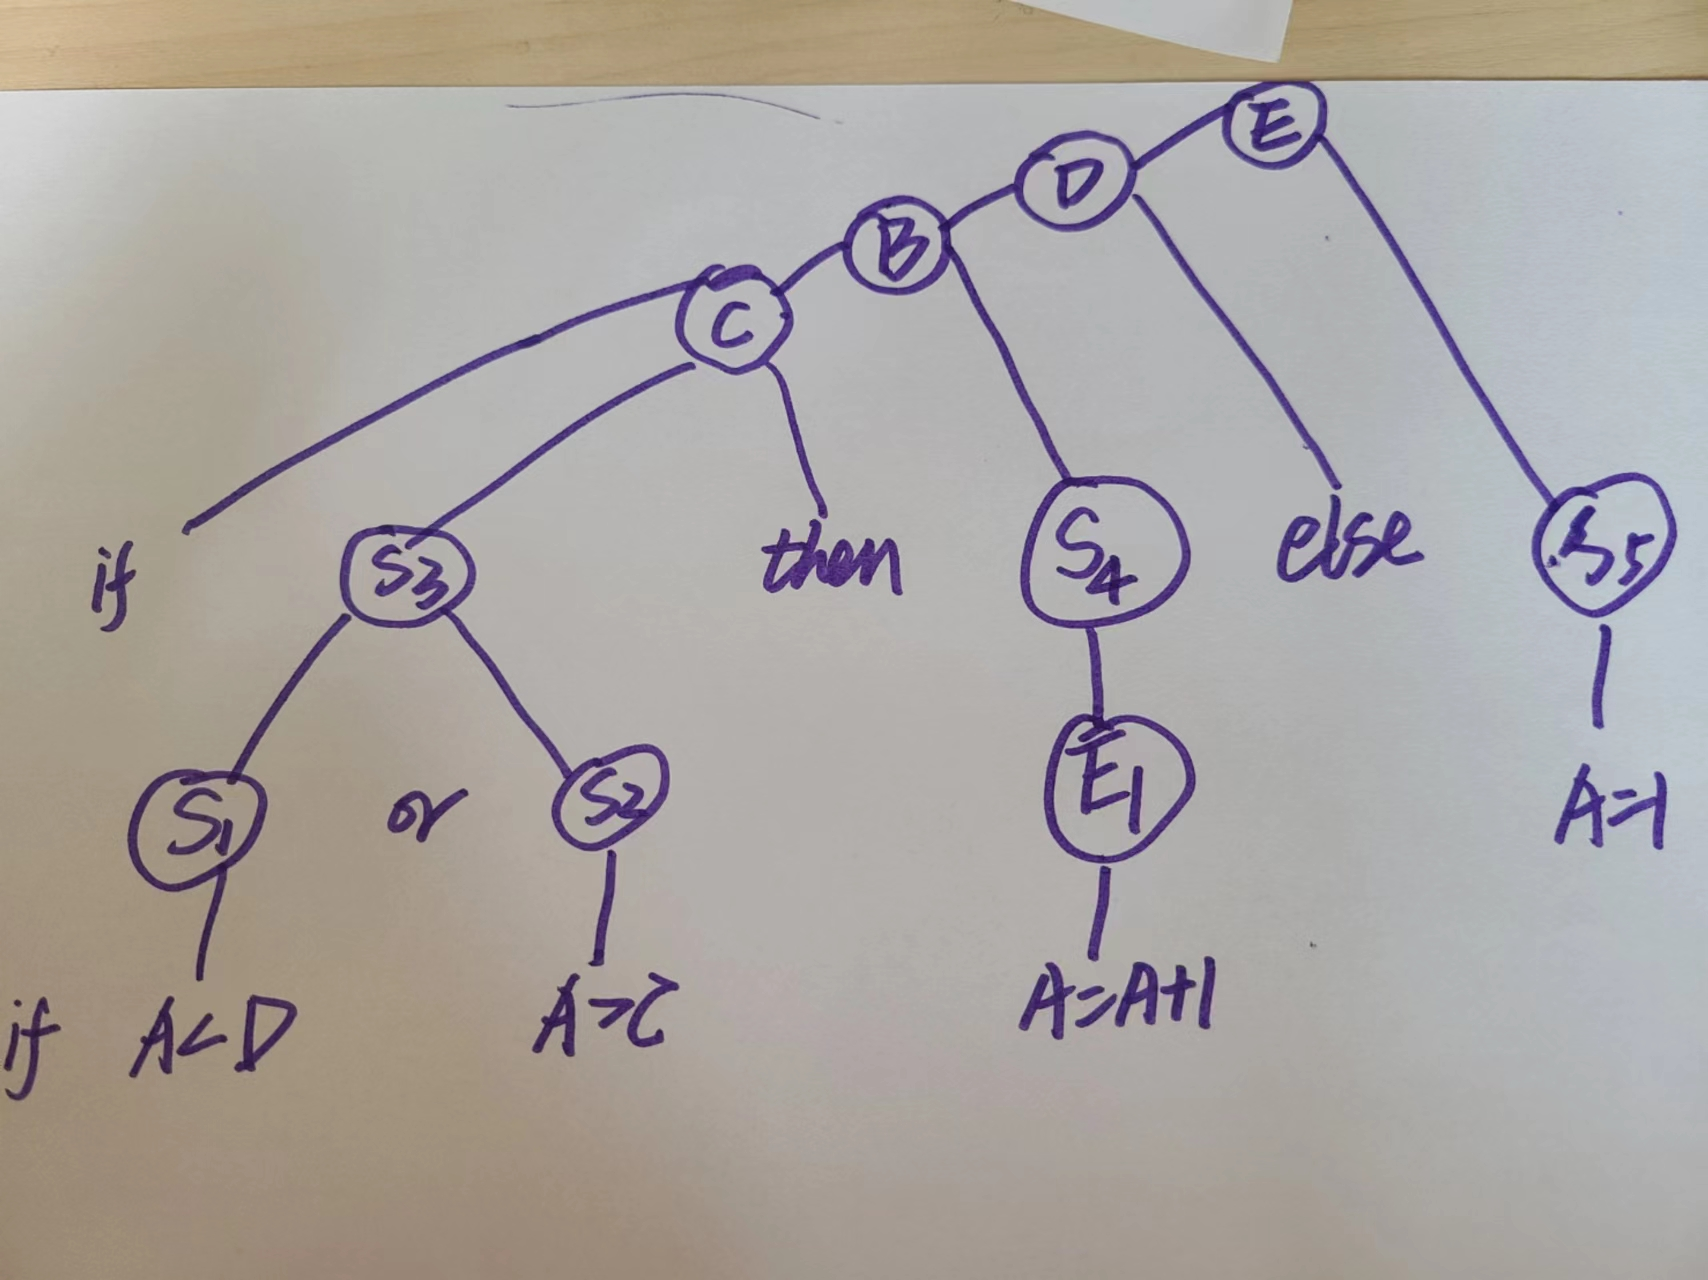 E
D
B
C
if S3 then S4 else S5
S1 or S2 E1 A=1
if A<D A>C A=A+1